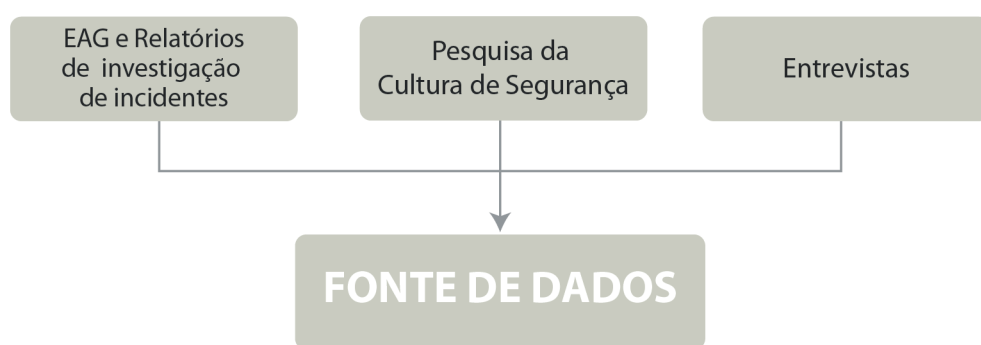 EAG e Relatórios
de investigação
de incidentes
Pesquisa da
Cultura de Segurança
Entrevistas
FONTE DE DADOS